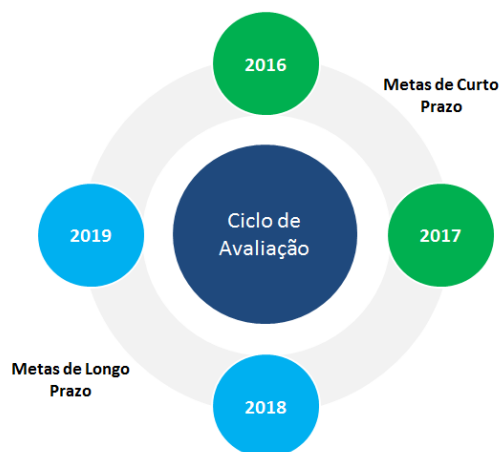 2016
Metas de Curto
Prazo
2019
Ciclo de
Avaliação
2017
Metas de Longo
Prazo
2018